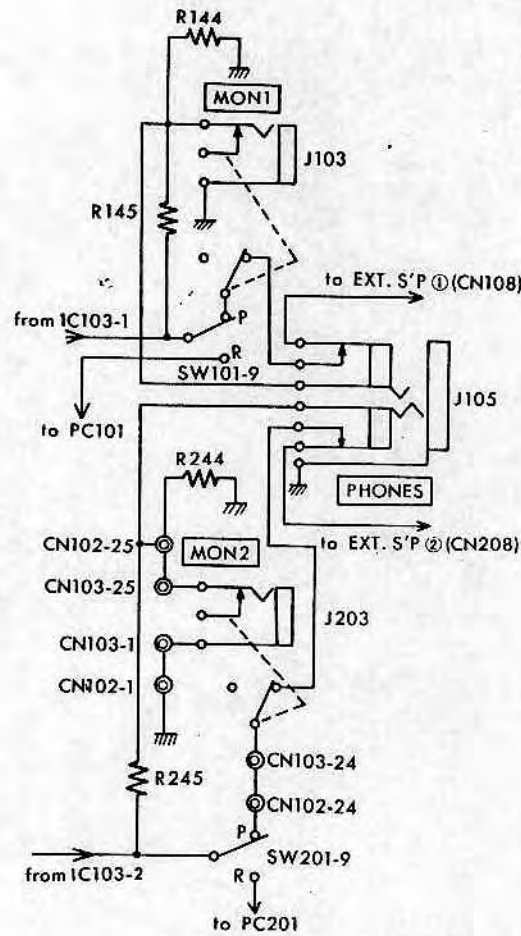 R144
MON1
J103
R145
to EXT. S'P ① (CN108)
from IC103-1
P
R
SW101-9
J105
to PC101
R244
PHONES
CN102-25
MON2
to EXT. S'P ② (CN208)
CN103-25
J203
CN103-1
CN102-1
CN103-24
R245
CN102-24
P
SW201-9
from IC103-2
R
to PC201